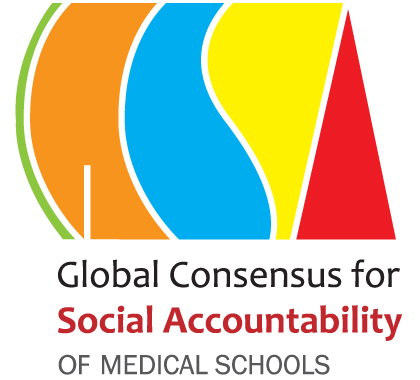 Global Consensus for
Social Accountability
OF MEDICAL SCHOOLS